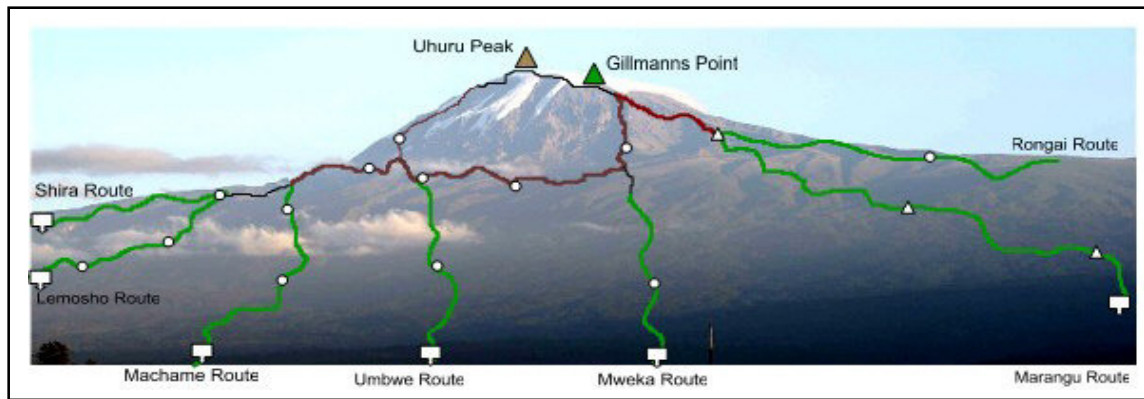 Uhuru Peak
Gillmanns Point
Rongai Route
Shira Route
Lemosho Route
Machame Route
Umbwe Route
Mweka Route
Marangu Route